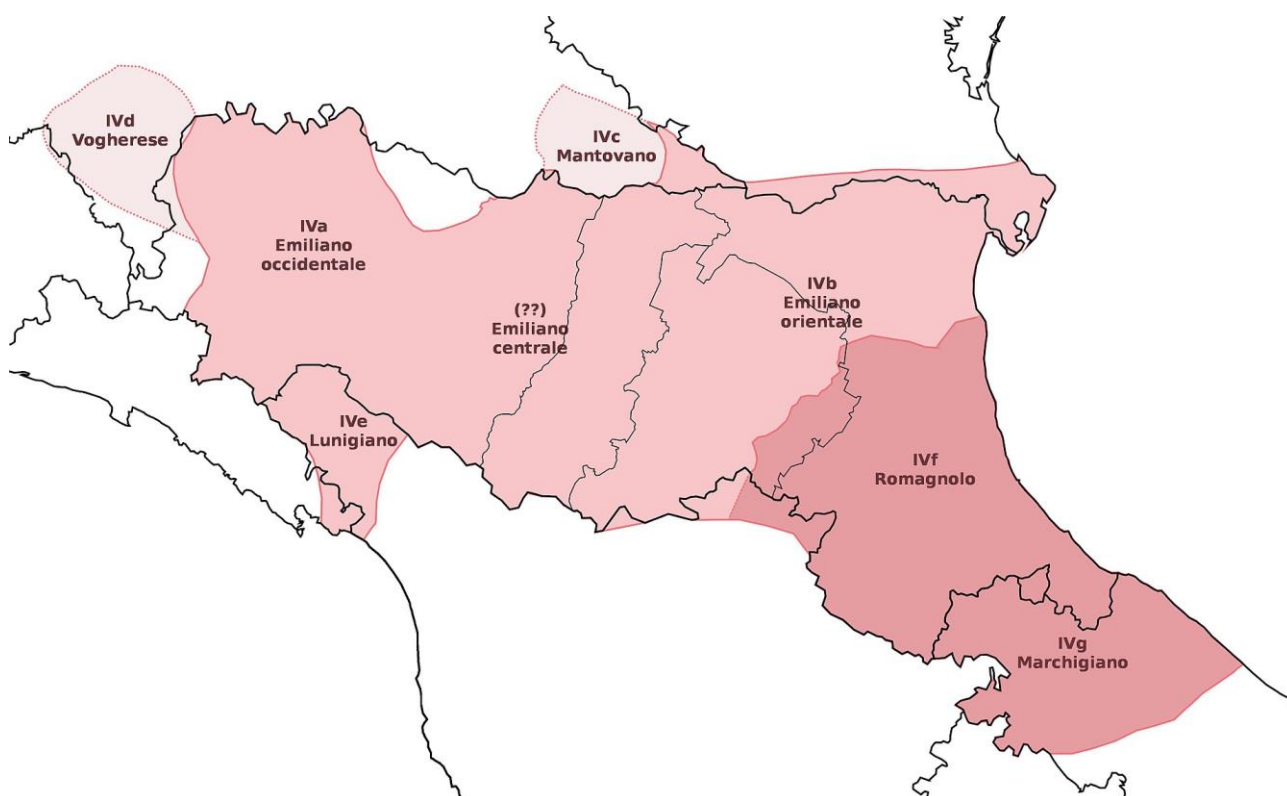 IVd
Vogherese
IVc
Mantovano
IVa
Emiliano
occidentale
(??)
Emiliano
centrale
IVb
Emiliano
orientale
IVe
Lunigiano
IVf
Romagnolo
IVg
Marchigiano